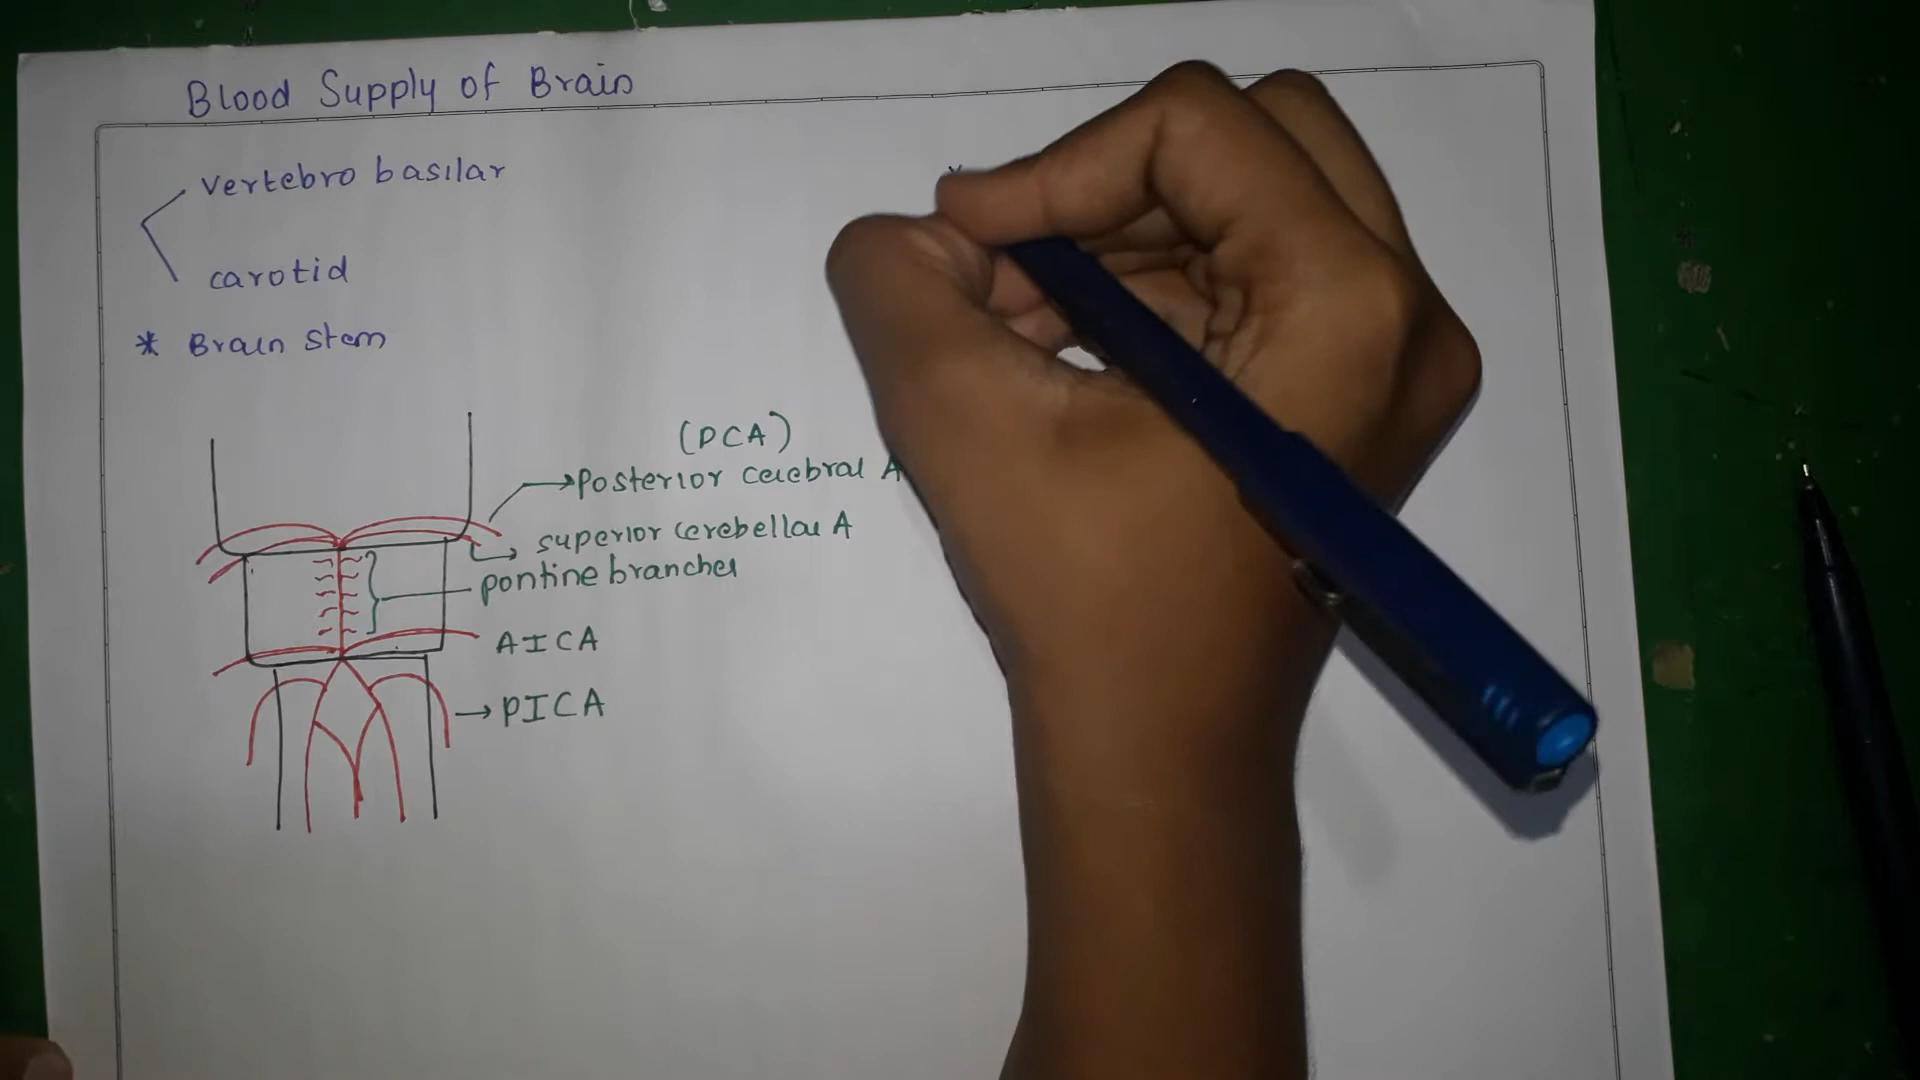 Blood Supply of Brain
Vertebro basilar
carotid
* Brain Stem
(PCA)
Posterior cerebral A
superior cerebellar A
pontine branches
AICA
PICA